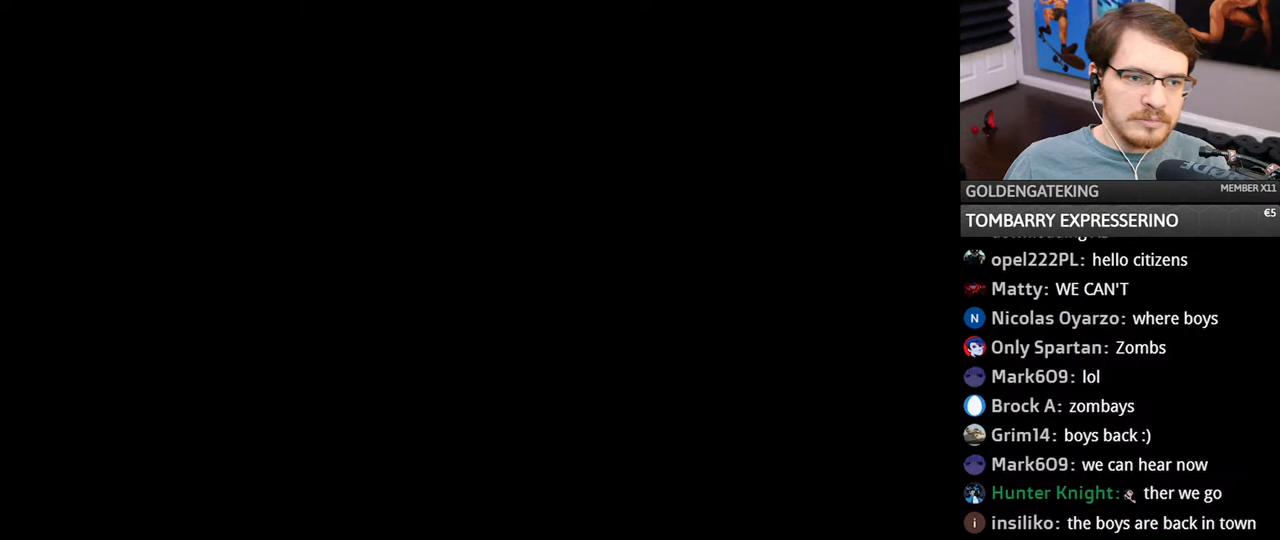 GOLDENGATEKING MEMBER X11
TOMBARRY EXPRESSERINO €5
opel222PL: hello citizens
Matty: WE CAN'T
N Nicolas Oyarzo: where boys
Only Spartan: Zombs
Mark609: lol
Brock A: zombays
Grim14: boys back :)
Mark609: we can hear now
Hunter Knight: ther we go
i insiliko: the boys are back in town